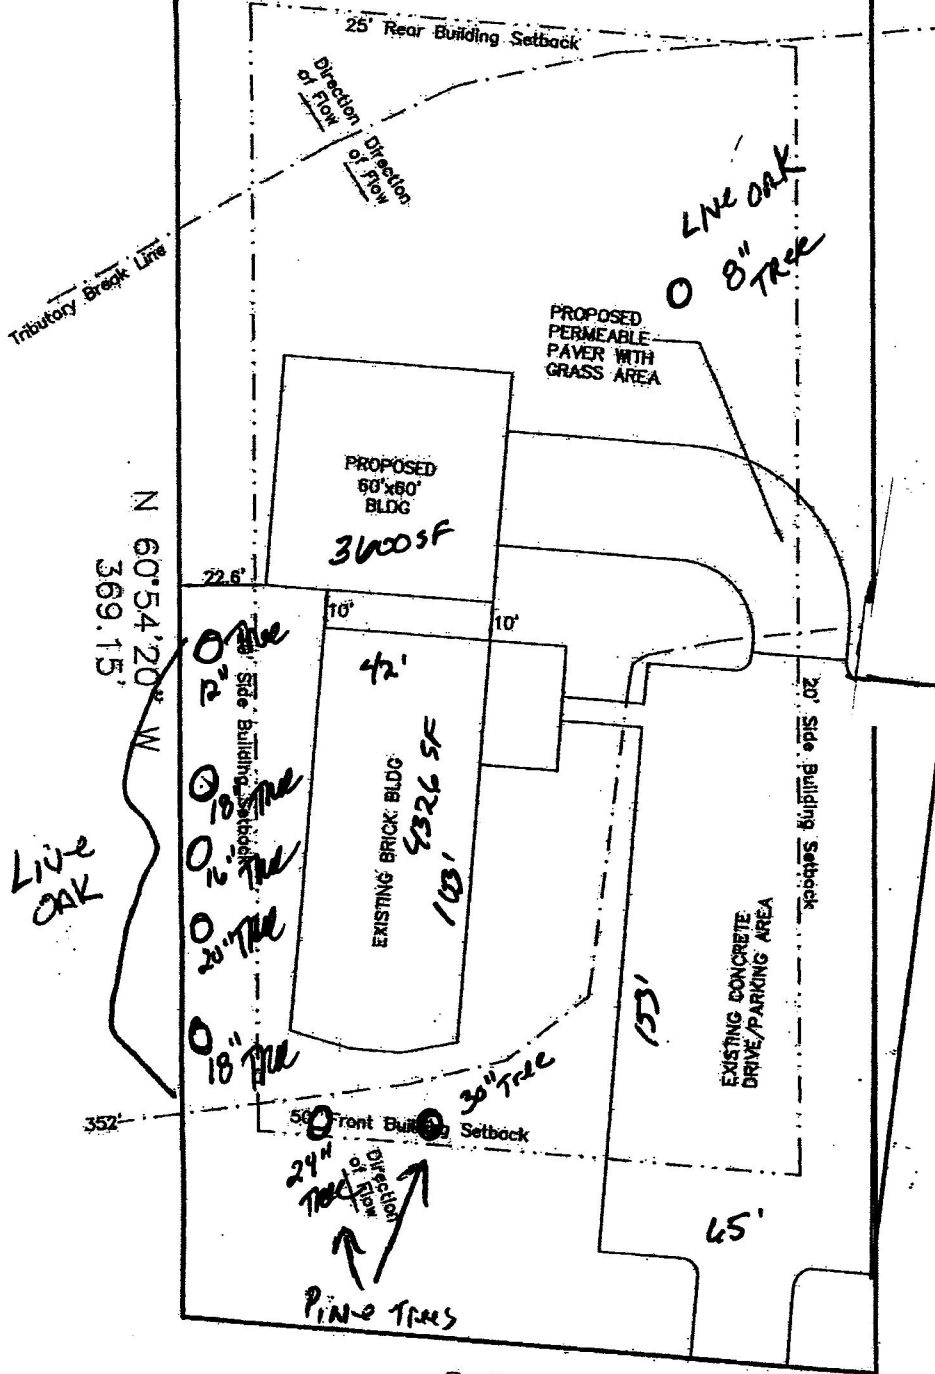 25' Rear Building Setback
Direction
of Flow
Direction
of Flow
Tributary Break Line
LIVE OAK
8"
TREE
PROPOSED
PERMEABLE
PAVER WITH
GRASS AREA
PROPOSED
60'x60'
BLDG
3600 SF
N 60°54'20" W
369.15'
22.6'
10'
10'
Tree
12"
Side Building Setback
42'
EXISTING BRICK BLDG
4326 SF
103'
20' Side Building Setback
18" Tree
16" Tree
20" Tree
18" Tree
Live
OAK
EXISTING CONCRETE
DRIVE/PARKING AREA
153'
30" Tree
352'
50' Front Building Setback
24"
Tree
Direction
of Flow
65'
Pine Trees